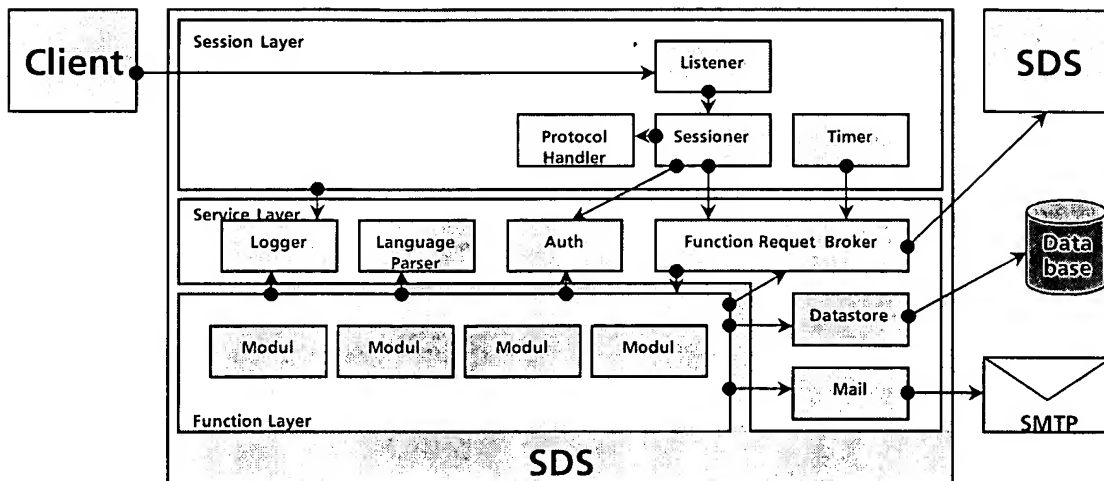 Client
Session Layer
Listener
SDS
Protocol
Handler
Sessioner
Timer
Service Layer
Logger
Language
Parser
Auth
Function Requet Broker
Data
base
Datastore
Modul
Modul
Modul
Modul
Mail
Function Layer
SMTP
SDS